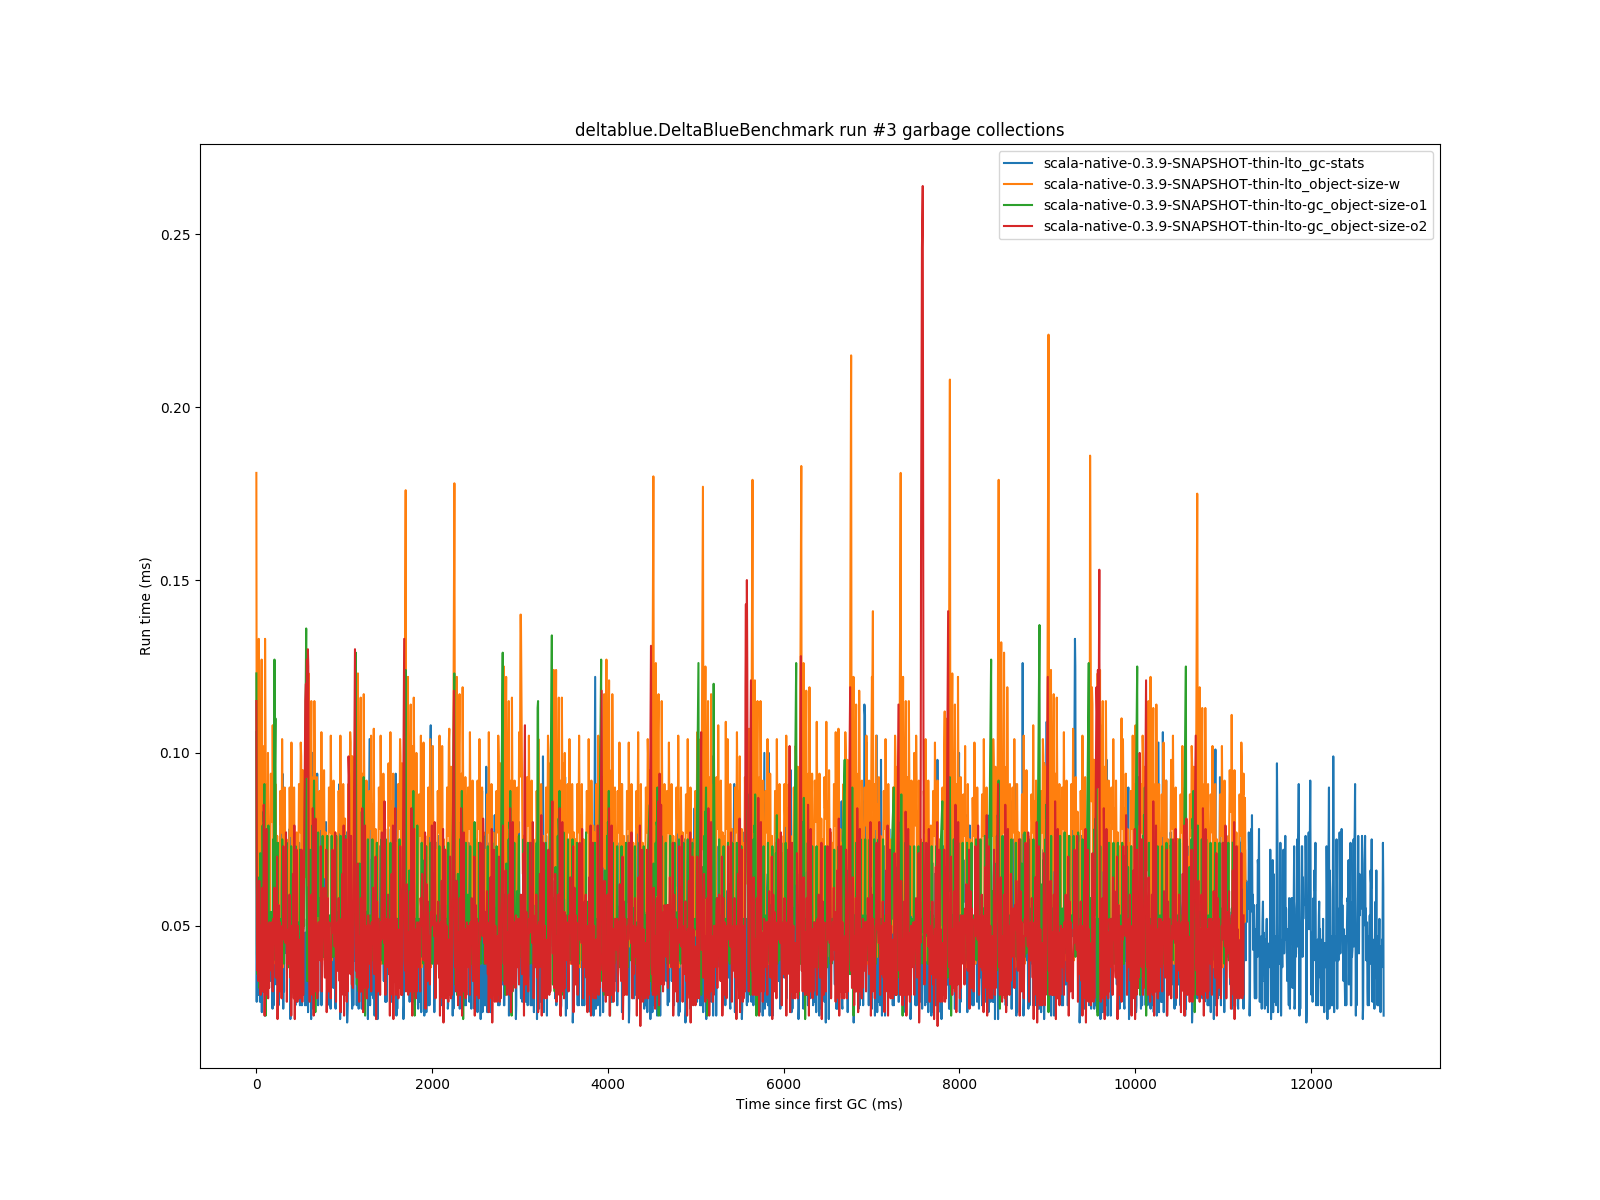 deltablue.DeltaBlueBenchmark run #3 garbage collections
scala-native-0.3.9-SNAPSHOT-thin-lto_gc-stats
scala-native-0.3.9-SNAPSHOT-thin-lto_object-size-w
scala-native-0.3.9-SNAPSHOT-thin-lto-gc_object-size-o1
scala-native-0.3.9-SNAPSHOT-thin-lto-gc_object-size-o2
0.25
0.20
0.15
0.10
0.05
Run time (ms)
0 2000 4000 6000 8000 10000 12000
Time since first GC (ms)